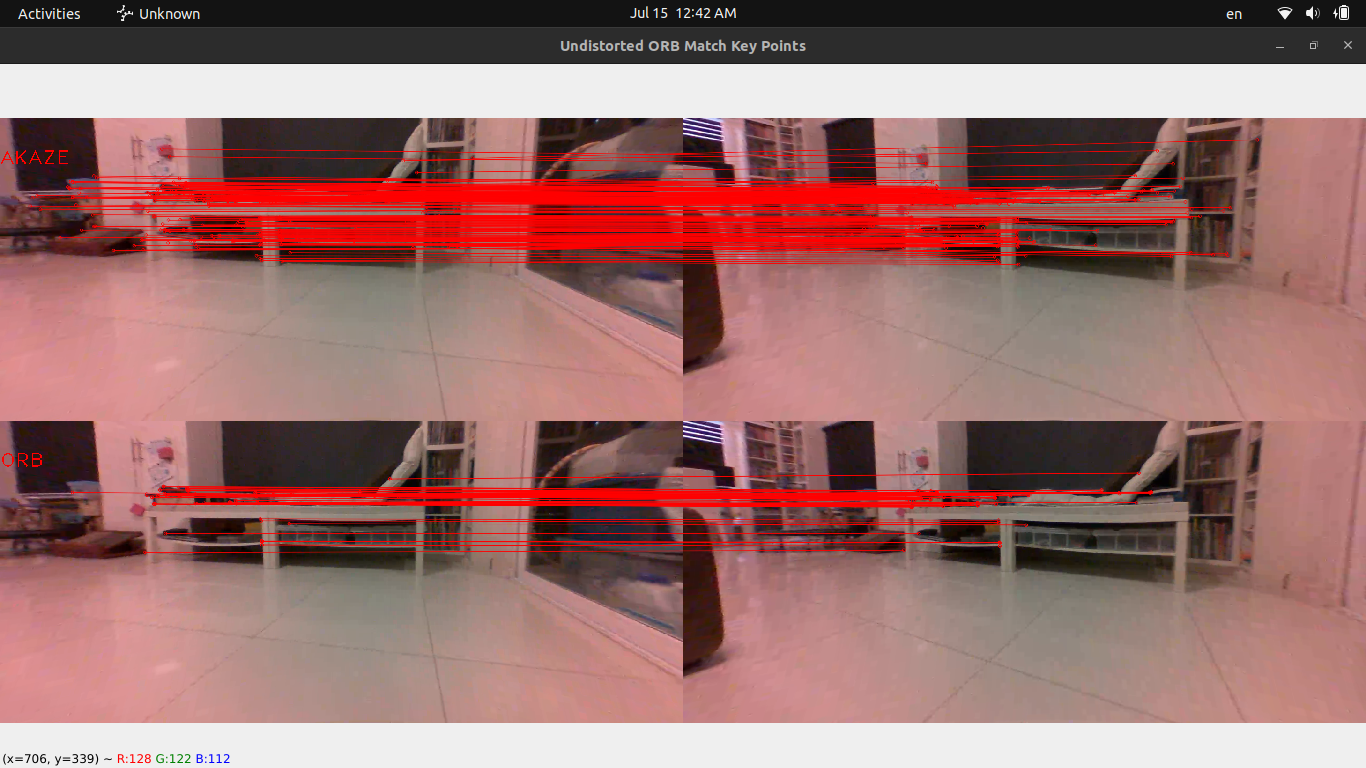 Activities
Unknown
Jul 15 12:42 AM
en
Undistorted ORB Match Key Points
AKAZE
ORB
(x=706, y=339) ~ R:128 G:122 B:112